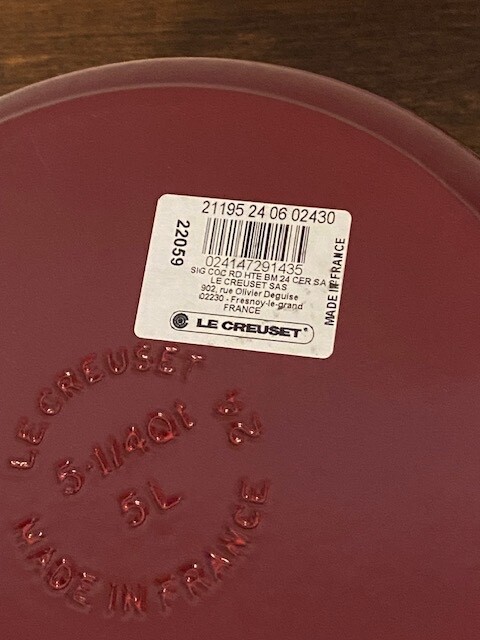 21195 24 06 02430
22059
024147291435
SIG COC RD HTE BM 24 CER SA
LE CREUSET SAS
902, rue Olivier Deguise
02230 - Fresnoy-le-grand
FRANCE
MADE IN FRANCE
LE CREUSET®
LE CREUSET
5-1/4Qt
24
5L
MADE IN FRANCE